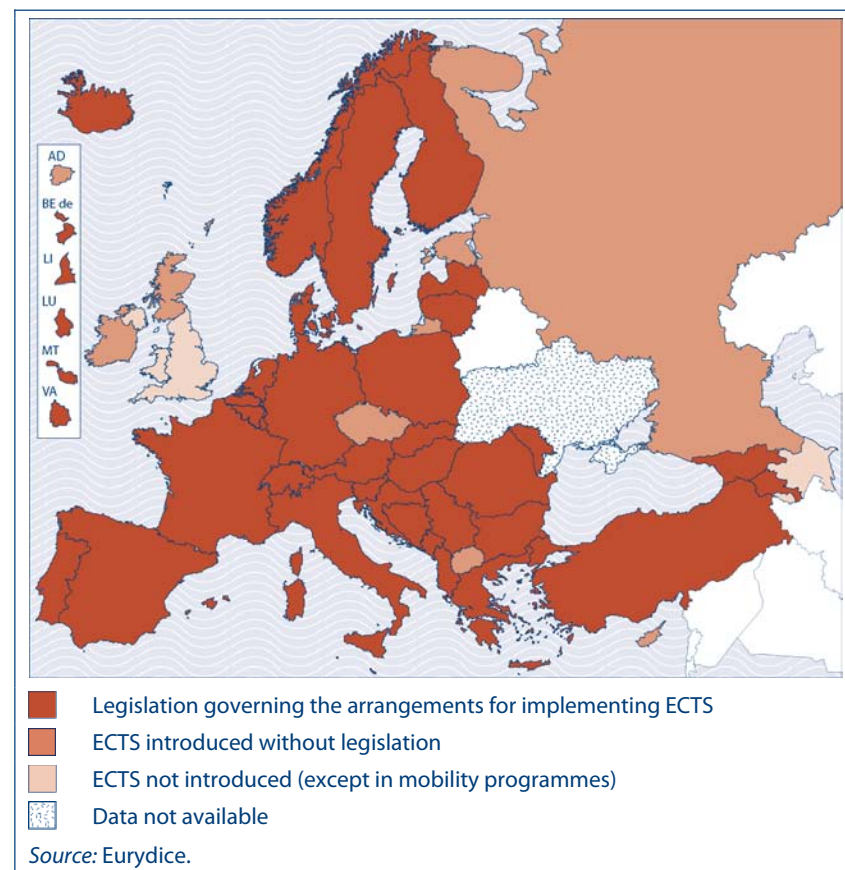 AD
BE de
LI
LU
MT
VA
Legislation governing the arrangements for implementing ECTS
ECTS introduced without legislation
ECTS not introduced (except in mobility programmes)
Data not available
Source: Eurydice.